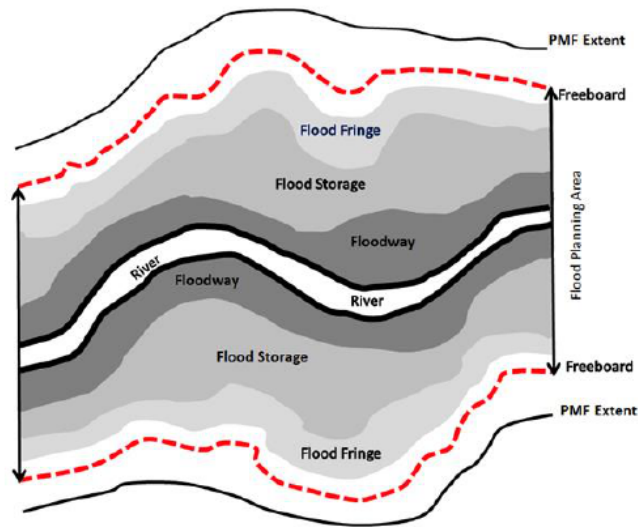 PMF Extent
Freeboard
Flood Fringe
Flood Storage
Floodway
River
Floodway
River
Flood Planning Area
Flood Storage
Freeboard
PMF Extent
Flood Fringe